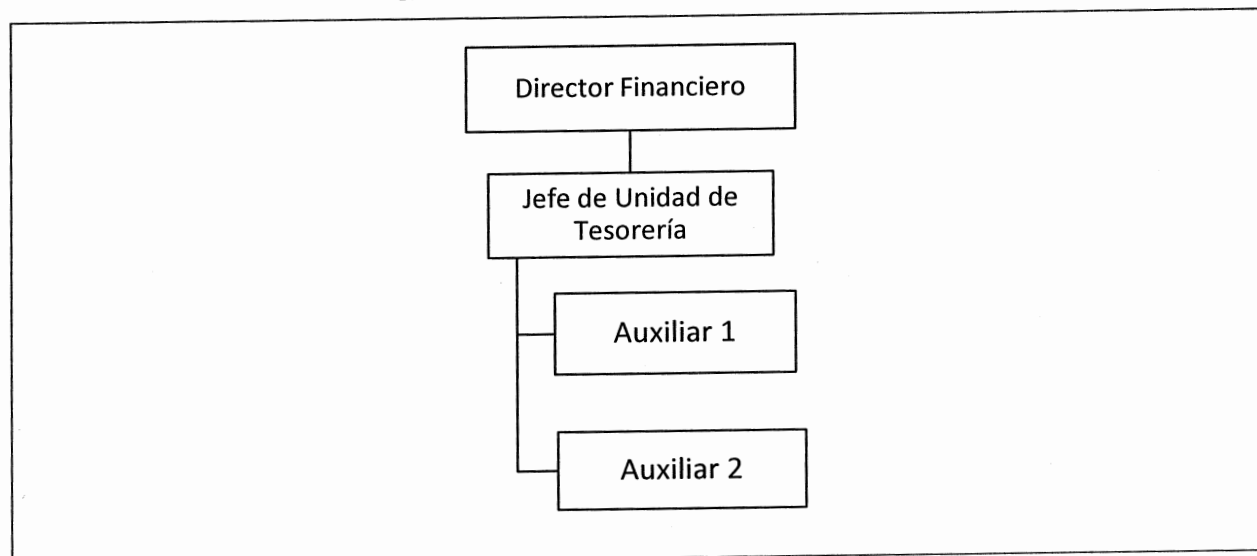 Director Financiero
Jefe de Unidad de
Tesorería
Auxiliar 1
Auxiliar 2